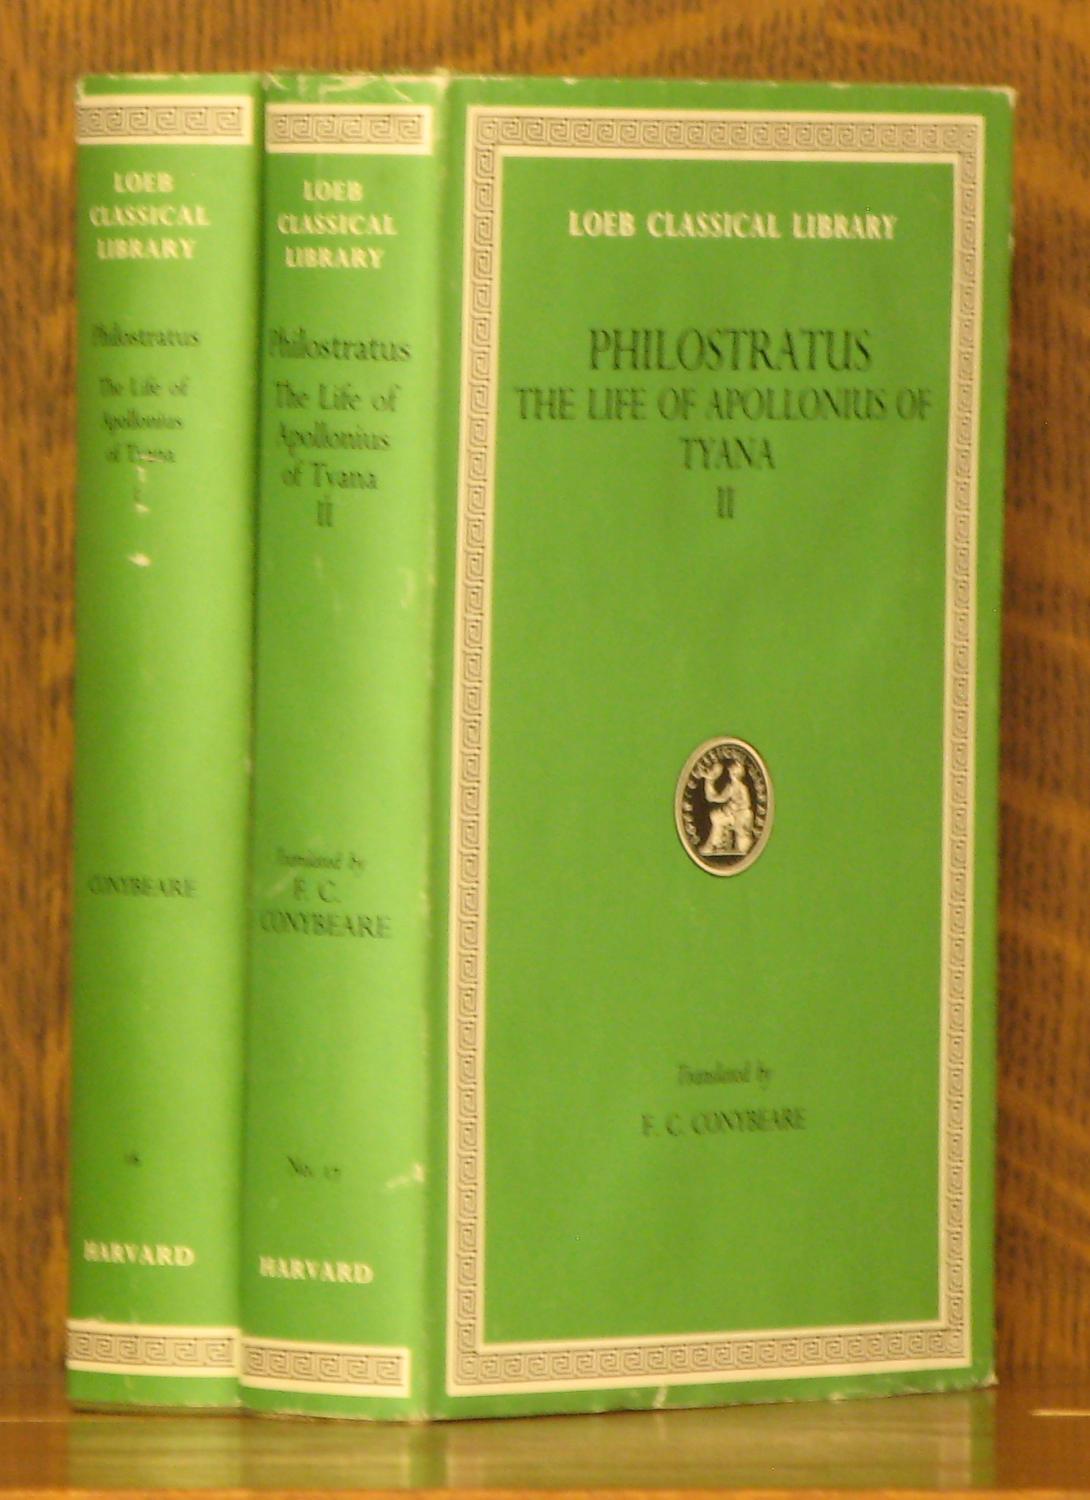 LOEB
CLASSICAL
LIBRARY
Philostratus
The Life of
Apollonius
of Tyana
CONYBEARE
HARVARD
LOEB
CLASSICAL
LIBRARY
Philostratus
The Life of
Apollonius
of Tyana
II
Translated by
F. C.
CONYBEARE
No. 17
HARVARD
LOEB CLASSICAL LIBRARY
PHILOSTRATUS
THE LIFE OF APOLLONIUS OF
TYANA
II
Translated by
F. C. CONYBEARE